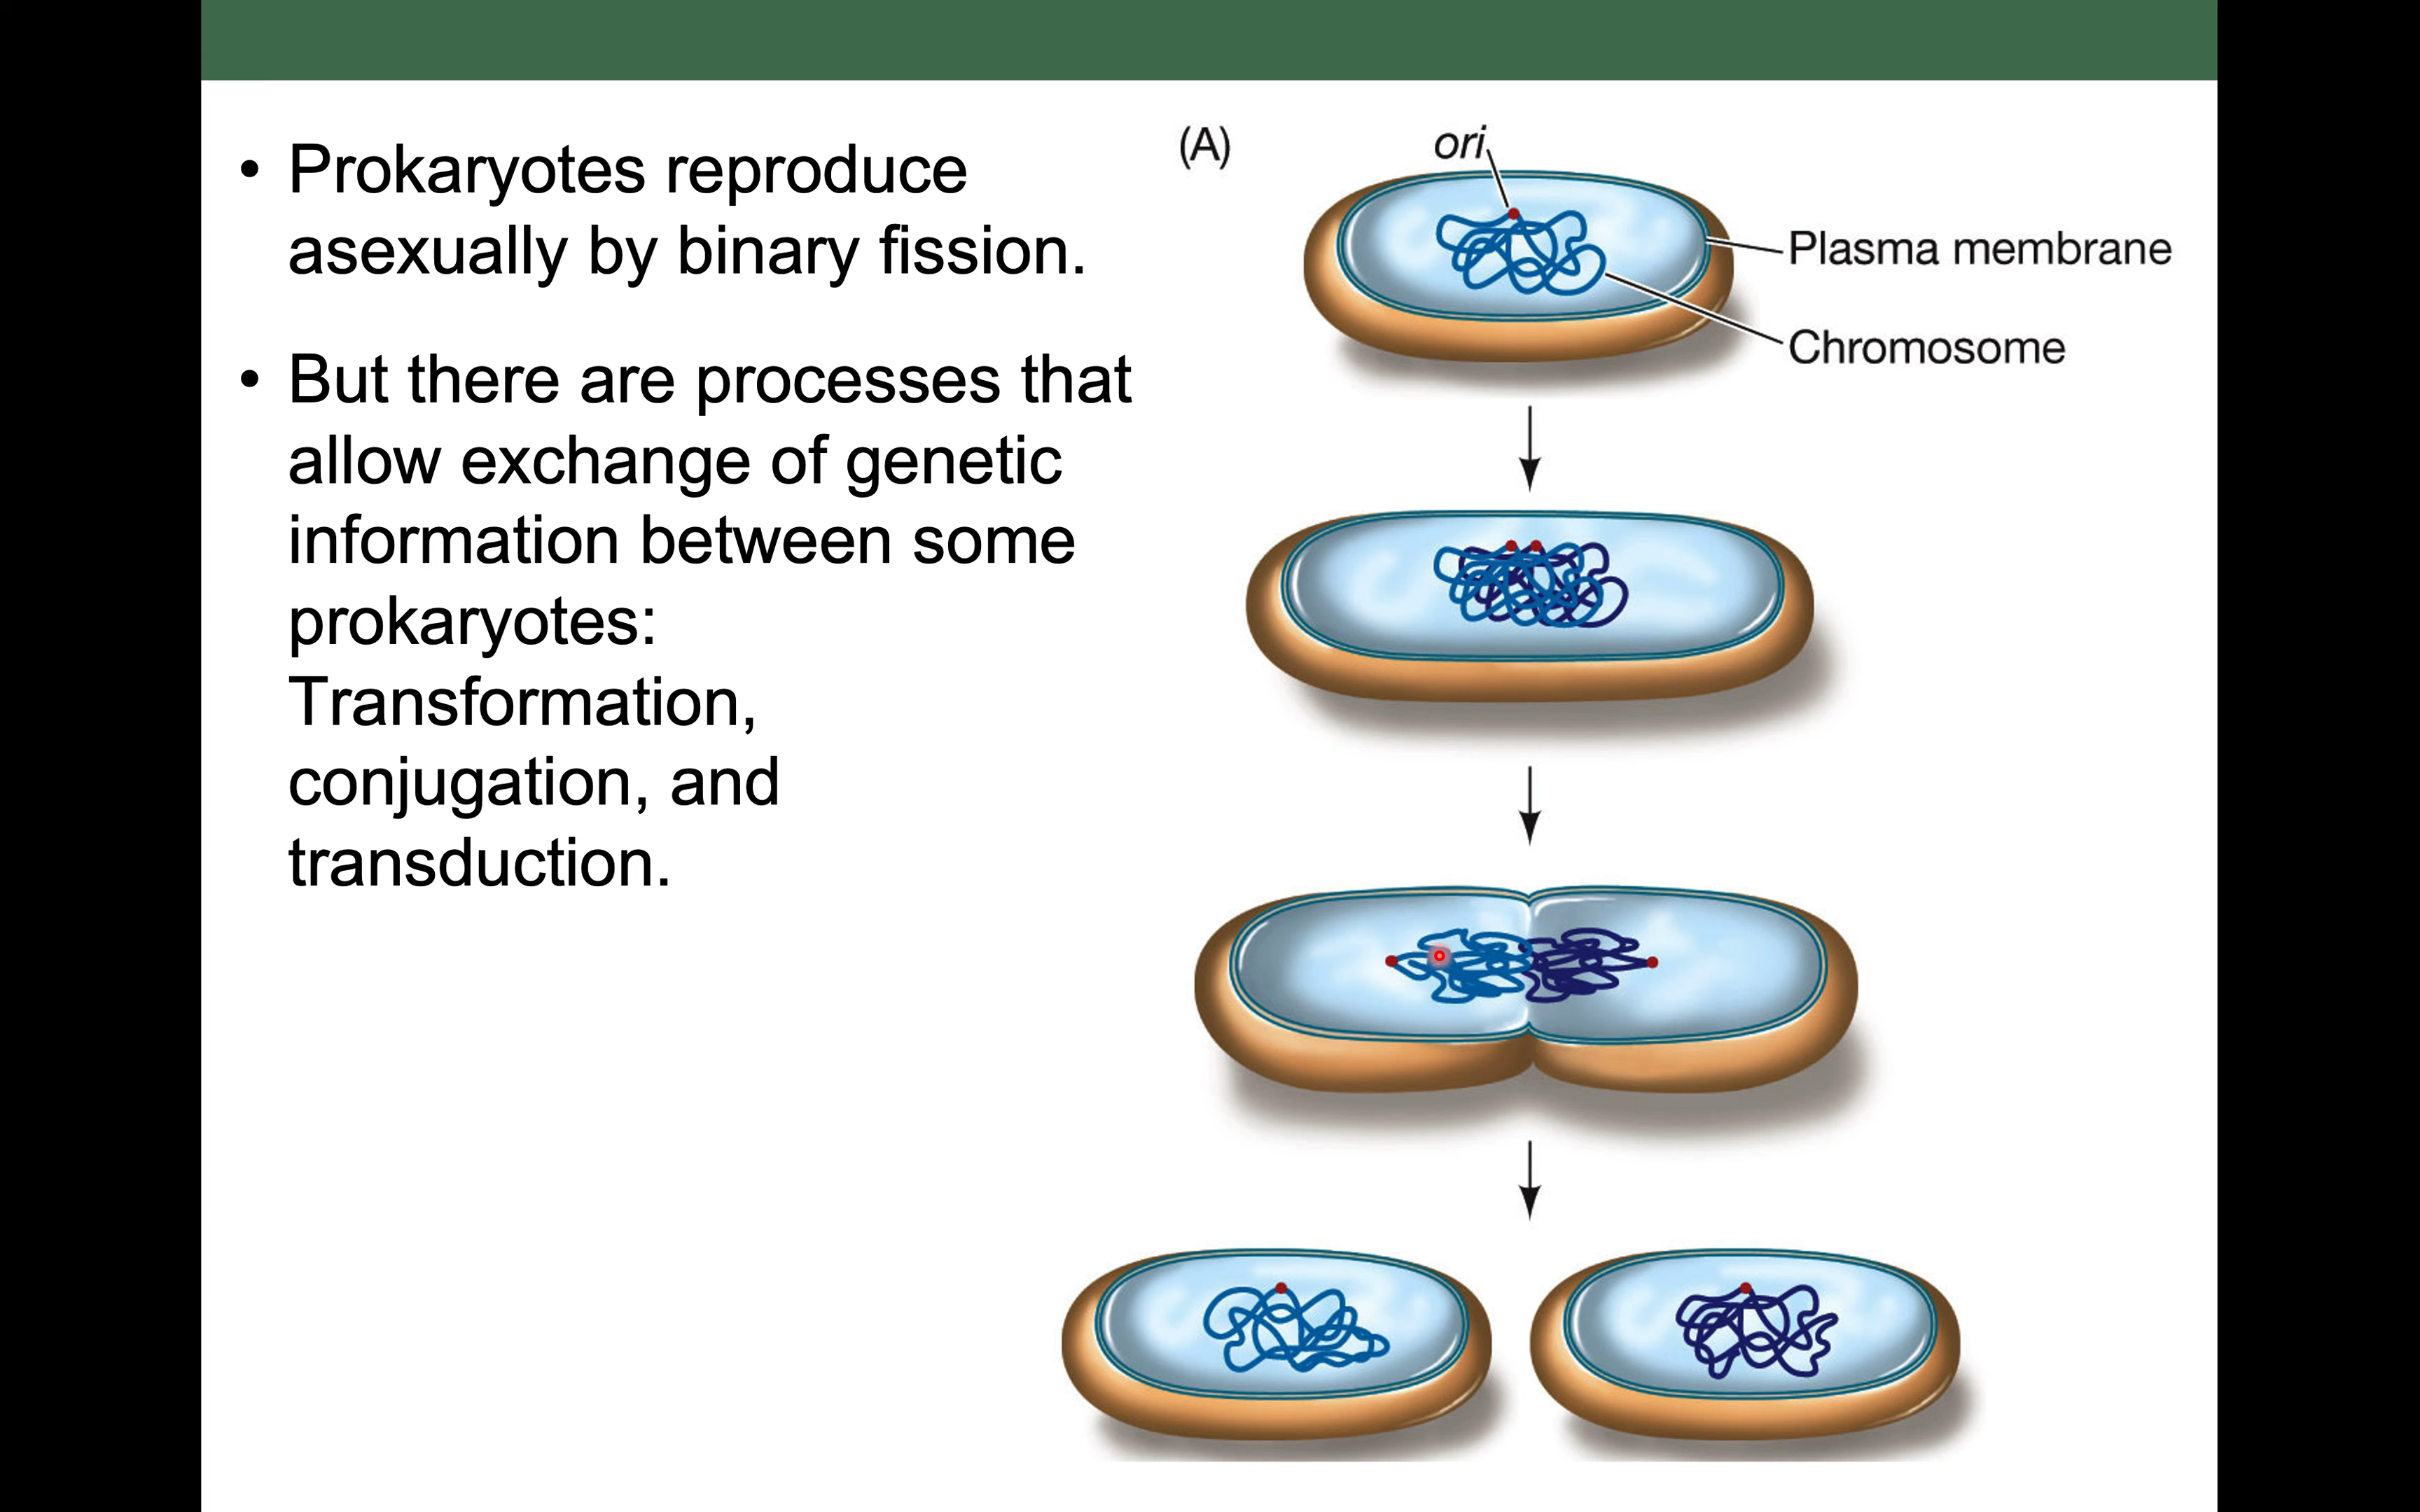 • Prokaryotes reproduce
asexually by binary fission.
• But there are processes that
allow exchange of genetic
information between some
prokaryotes:
Transformation,
conjugation, and
transduction.
(A)
ori
Plasma membrane
Chromosome